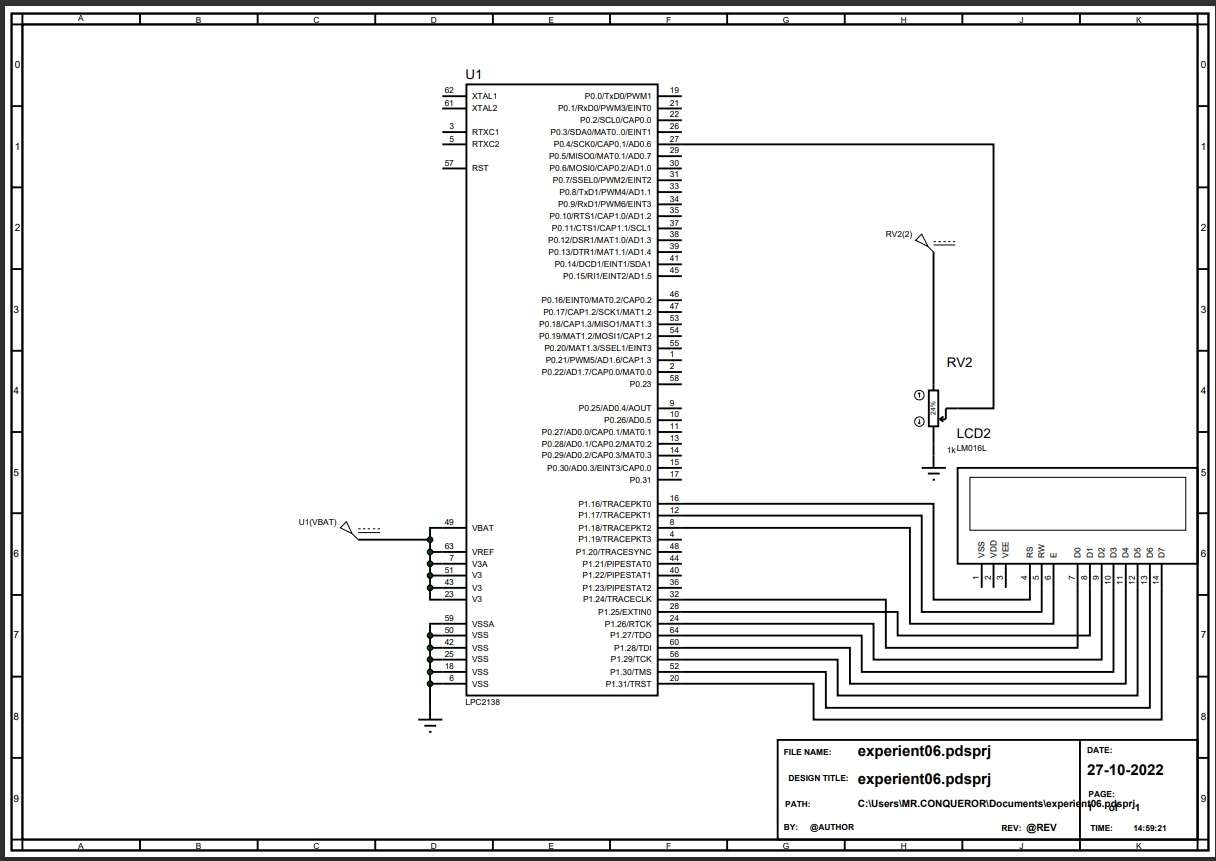 A B C D E F G H J K
0 0
1 1
2 2
3 3
4 4
5 5
6 6
7 7
8 8
9 9
U1
62 XTAL1
61 XTAL2
3 RTXC1
5 RTXC2
57 RST
P0.0/TxD0/PWM1 19
P0.1/RxD0/PWM3/EINT0 21
P0.2/SCL0/CAP0.0 22
P0.3/SDA0/MAT0..0/EINT1 26
P0.4/SCK0/CAP0.1/AD0.6 27
P0.5/MISO0/MAT0.1/AD0.7 29
P0.6/MOSI0/CAP0.2/AD1.0 30
P0.7/SSEL0/PWM2/EINT2 31
P0.8/TxD1/PWM4/AD1.1 33
P0.9/RxD1/PWM6/EINT3 34
P0.10/RTS1/CAP1.0/AD1.2 35
P0.11/CTS1/CAP1.1/SCL1 37
P0.12/DSR1/MAT1.0/AD1.3 38
P0.13/DTR1/MAT1.1/AD1.4 39
P0.14/DCD1/EINT1/SDA1 41
P0.15/RI1/EINT2/AD1.5 45
P0.16/EINT0/MAT0.2/CAP0.2 46
P0.17/CAP1.2/SCK1/MAT1.2 47
P0.18/CAP1.3/MISO1/MAT1.3 53
P0.19/MAT1.2/MOSI1/CAP1.2 54
P0.20/MAT1.3/SSEL1/EINT3 55
P0.21/PWM5/AD1.6/CAP1.3 1
P0.22/AD1.7/CAP0.0/MAT0.0 2
P0.23 58
P0.25/AD0.4/AOUT 9
P0.26/AD0.5 10
P0.27/AD0.0/CAP0.1/MAT0.1 11
P0.28/AD0.1/CAP0.2/MAT0.2 13
P0.29/AD0.2/CAP0.3/MAT0.3 14
P0.30/AD0.3/EINT3/CAP0.0 15
P0.31 17
P1.16/TRACEPKT0 16
P1.17/TRACEPKT1 12
P1.18/TRACEPKT2 8
P1.19/TRACEPKT3 4
P1.20/TRACESYNC 48
P1.21/PIPESTAT0 44
P1.22/PIPESTAT1 40
P1.23/PIPESTAT2 36
P1.24/TRACECLK 32
P1.25/EXTIN0 28
P1.26/RTCK 24
P1.27/TDO 64
P1.28/TDI 60
P1.29/TCK 56
P1.30/TMS 52
P1.31/TRST 20
U1(VBAT)
49 VBAT
63 VREF
7 V3A
51 V3
43 V3
23 V3
59 VSSA
50 VSS
42 VSS
25 VSS
18 VSS
6 VSS
LPC2138
RV2(2)
RV2
24%
1k
LCD2
LM016L
VSS VDD VEE RS RW E D0 D1 D2 D3 D4 D5 D6 D7
1 2 3 4 5 6 7 8 9 10 11 12 13 14
FILE NAME: experient06.pdsprj
DESIGN TITLE: experient06.pdsprj
PATH: C:\Users\MR.CONQUEROR\Documents\experient06.pdsprj
BY: @AUTHOR REV: @REV
DATE:
27-10-2022
PAGE:
1 of 1
TIME: 14:59:21
A B C D E F G H J K